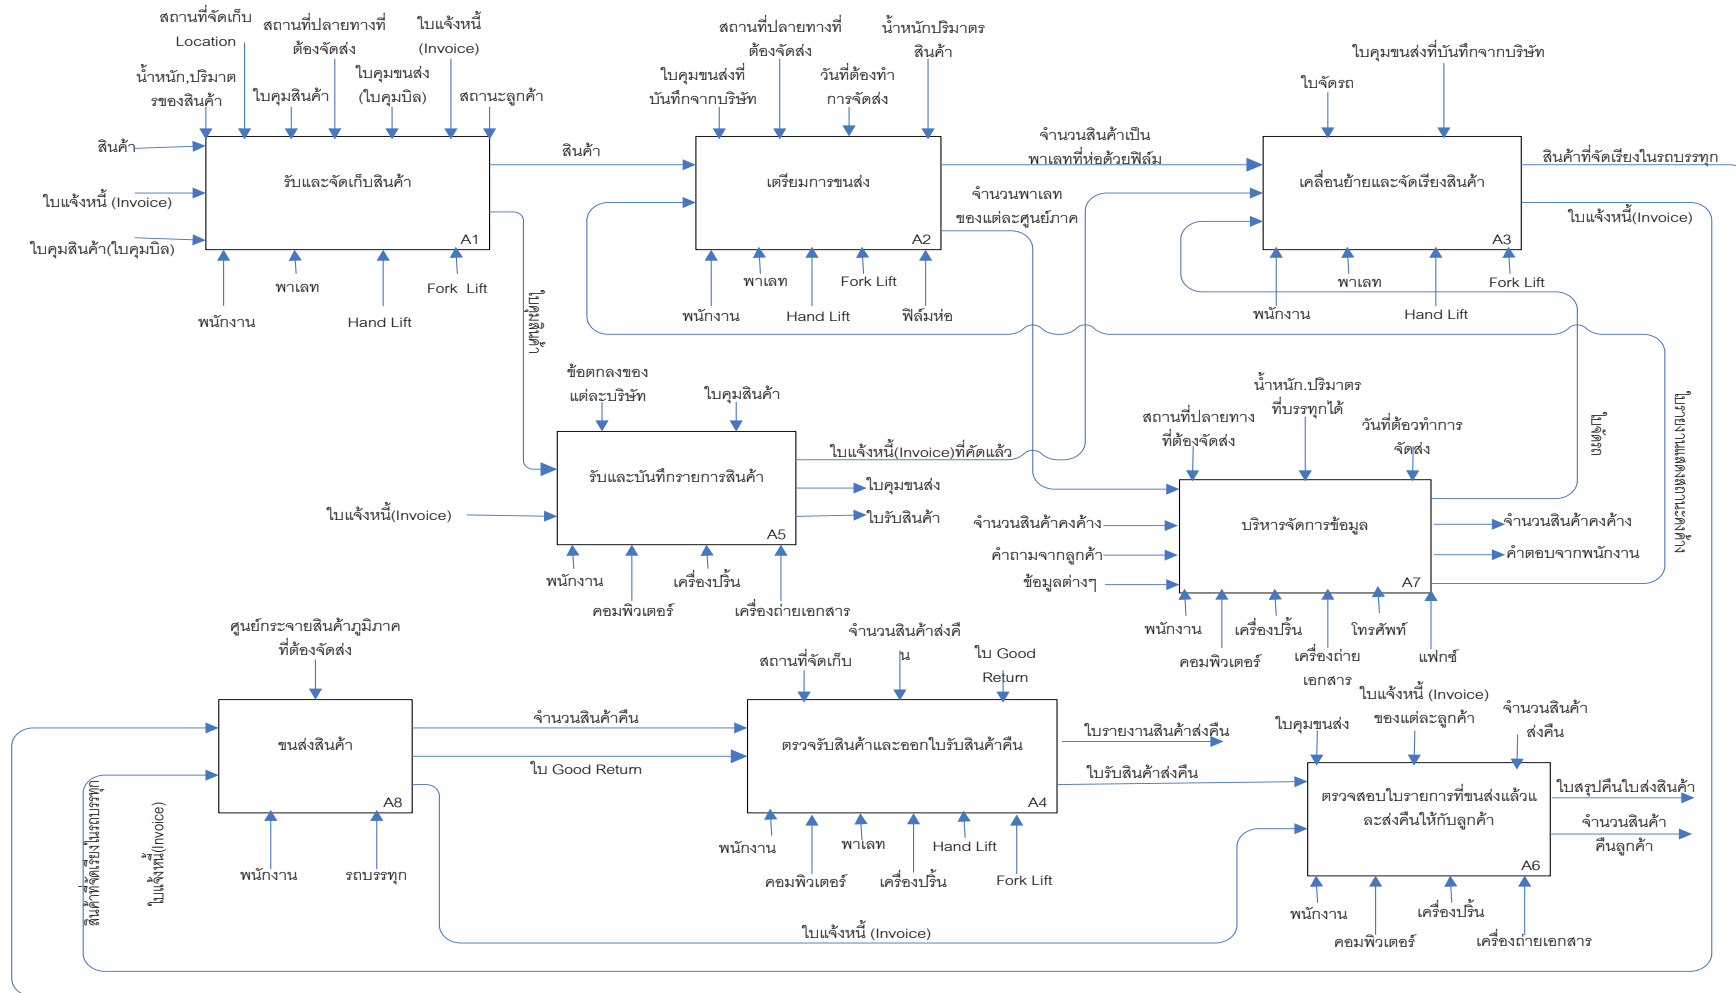 สถานที่จัดเก็บ
Location
สถานที่ปลายทางที่
ต้องจัดส่ง
ใบแจ้งหนี้
(Invoice)
น้ำหนัก,ปริมาต
รของสินค้า
ใบคุมสินค้า
ใบคุมขนส่ง
(ใบคุมบิล)
สถานะลูกค้า
สินค้า
ใบแจ้งหนี้ (Invoice)
ใบคุมสินค้า(ใบคุมบิล)
รับและจัดเก็บสินค้า
A1
พนักงาน
พาเลท
Hand Lift
Fork Lift
สินค้า
ใบคุมสินค้า
สถานที่ปลายทางที่
ต้องจัดส่ง
น้ำหนักปริมาตร
สินค้า
ใบคุมขนส่งที่
บันทึกจากบริษัท
วันที่ต้องทำ
การจัดส่ง
เตรียมการขนส่ง
A2
พนักงาน
พาเลท
Hand Lift
Fork Lift
ฟิล์มห่อ
จำนวนสินค้าเป็น
พาเลทที่ห่อด้วยฟิล์ม
จำนวนพาเลท
ของแต่ละศูนย์ภาค
ใบคุมขนส่งที่บันทึกจากบริษัท
ใบจัดรถ
เคลื่อนย้ายและจัดเรียงสินค้า
A3
พนักงาน
พาเลท
Hand Lift
Fork Lift
สินค้าที่จัดเรียงในรถบรรทุก
ใบแจ้งหนี้(Invoice)
ข้อตกลงของ
แต่ละบริษัท
ใบคุมสินค้า
ใบแจ้งหนี้(Invoice)
รับและบันทึกรายการสินค้า
A5
พนักงาน
คอมพิวเตอร์
เครื่องปริ้น
เครื่องถ่ายเอกสาร
ใบแจ้งหนี้(Invoice)ที่คัดแล้ว
ใบคุมขนส่ง
ใบรับสินค้า
น้ำหนัก.ปริมาตร
ที่บรรทุกได้
สถานที่ปลายทาง
ที่ต้องจัดส่ง
วันที่ต้อวทำการ
จัดส่ง
จำนวนสินค้าคงค้าง
คำถามจากลูกค้า
ข้อมูลต่างๆ
บริหารจัดการข้อมูล
A7
พนักงาน
คอมพิวเตอร์
เครื่องปริ้น
เครื่องถ่าย
เอกสาร
โทรศัพท์
แฟกซ์
ใบจัดรถ
ใบรายงานแสดงสถานะคงค้าง
จำนวนสินค้าคงค้าง
คำตอบจากพนักงาน
ศูนย์กระจายสินค้าภูมิภาค
ที่ต้องจัดส่ง
ขนส่งสินค้า
A8
พนักงาน
รถบรรทุก
สินค้าที่จัดเรียงในรถบรรทุก
ใบแจ้งหนี้(Invoice)
จำนวนสินค้าคืน
ใบ Good Return
ใบแจ้งหนี้ (Invoice)
สถานที่จัดเก็บ
จำนวนสินค้าส่งคื
น
ใบ Good
Return
ตรวจรับสินค้าและออกใบรับสินค้าคืน
A4
พนักงาน
คอมพิวเตอร์
พาเลท
เครื่องปริ้น
Hand Lift
Fork Lift
ใบรายงานสินค้าส่งคืน
ใบรับสินค้าส่งคืน
ใบคุมขนส่ง
ใบแจ้งหนี้ (Invoice)
ของแต่ละลูกค้า
จำนวนสินค้า
ส่งคืน
ตรวจสอบใบรายการที่ขนส่งแล้วแ
ละส่งคืนให้กับลูกค้า
A6
พนักงาน
คอมพิวเตอร์
เครื่องปริ้น
เครื่องถ่ายเอกสาร
ใบสรุปคืนใบส่งสินค้า
จำนวนสินค้า
คืนลูกค้า